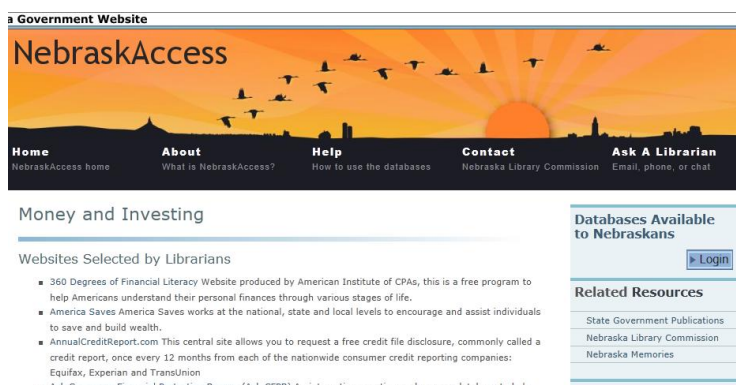 a Government Website
NebraskAccess
Home
NebraskAccess home
About
What is NebraskAccess?
Help
How to use the databases
Contact
Nebraska Library Commission
Ask A Librarian
Email, phone, or chat
Money and Investing
Websites Selected by Librarians
360 Degrees of Financial Literacy Website produced by American Institute of CPAs, this is a free program to
help Americans understand their personal finances through various stages of life.
America Saves America Saves works at the national, state and local levels to encourage and assist individuals
to save and build wealth.
AnnualCreditReport.com This central site allows you to request a free credit file disclosure, commonly called a
credit report, once every 12 months from each of the nationwide consumer credit reporting companies:
Equifax, Experian and TransUnion
Databases Available
to Nebraskans
Login
Related Resources
State Government Publications
Nebraska Library Commission
Nebraska Memories